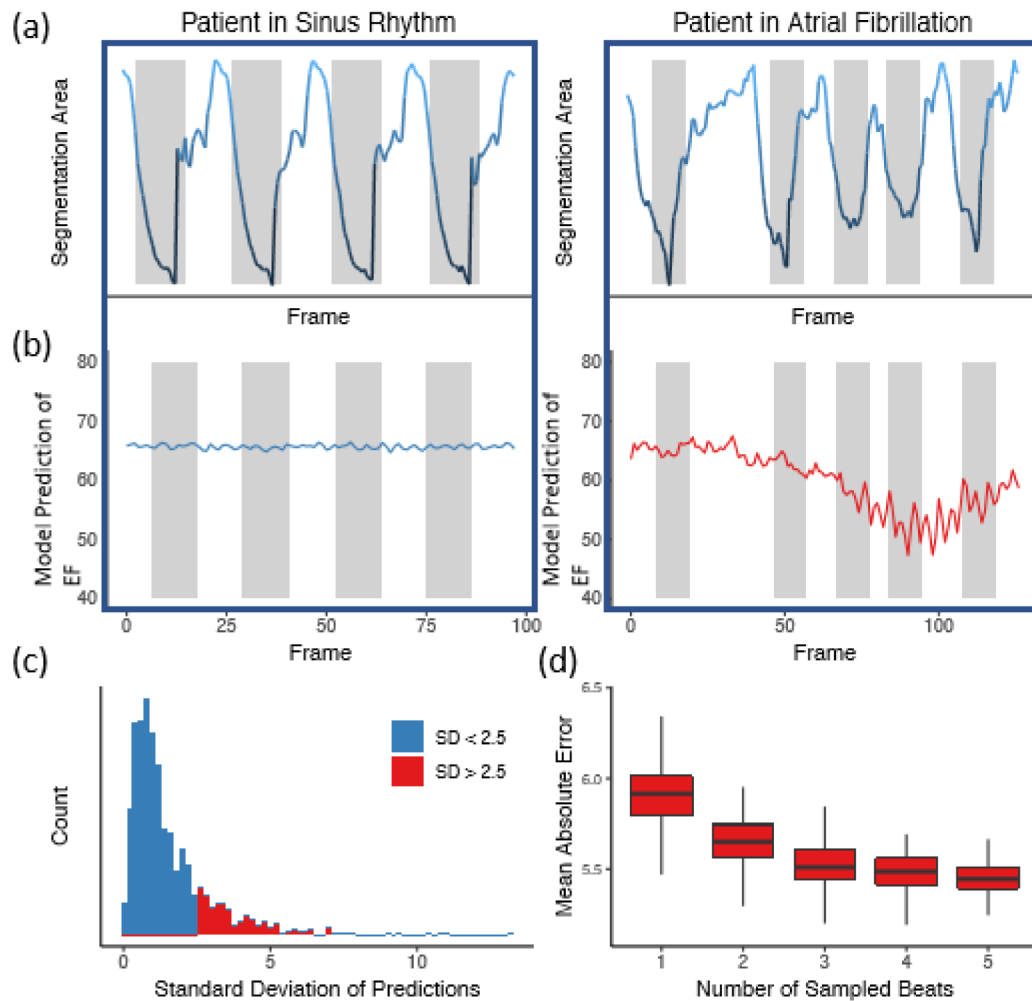 (a)
Patient in Sinus Rhythm
Patient in Atrial Fibrillation
Segmentation Area
Segmentation Area
Frame
Frame
(b)
Model Prediction of
EF
80
70
60
50
40
0
25
50
75
100
Frame
Model Prediction of
EF
80
70
60
50
40
0
50
100
Frame
(c)
Count
SD < 2.5
SD > 2.5
0
5
10
Standard Deviation of Predictions
(d)
Mean Absolute Error
6.5
6.0
5.5
1
2
3
4
5
Number of Sampled Beats